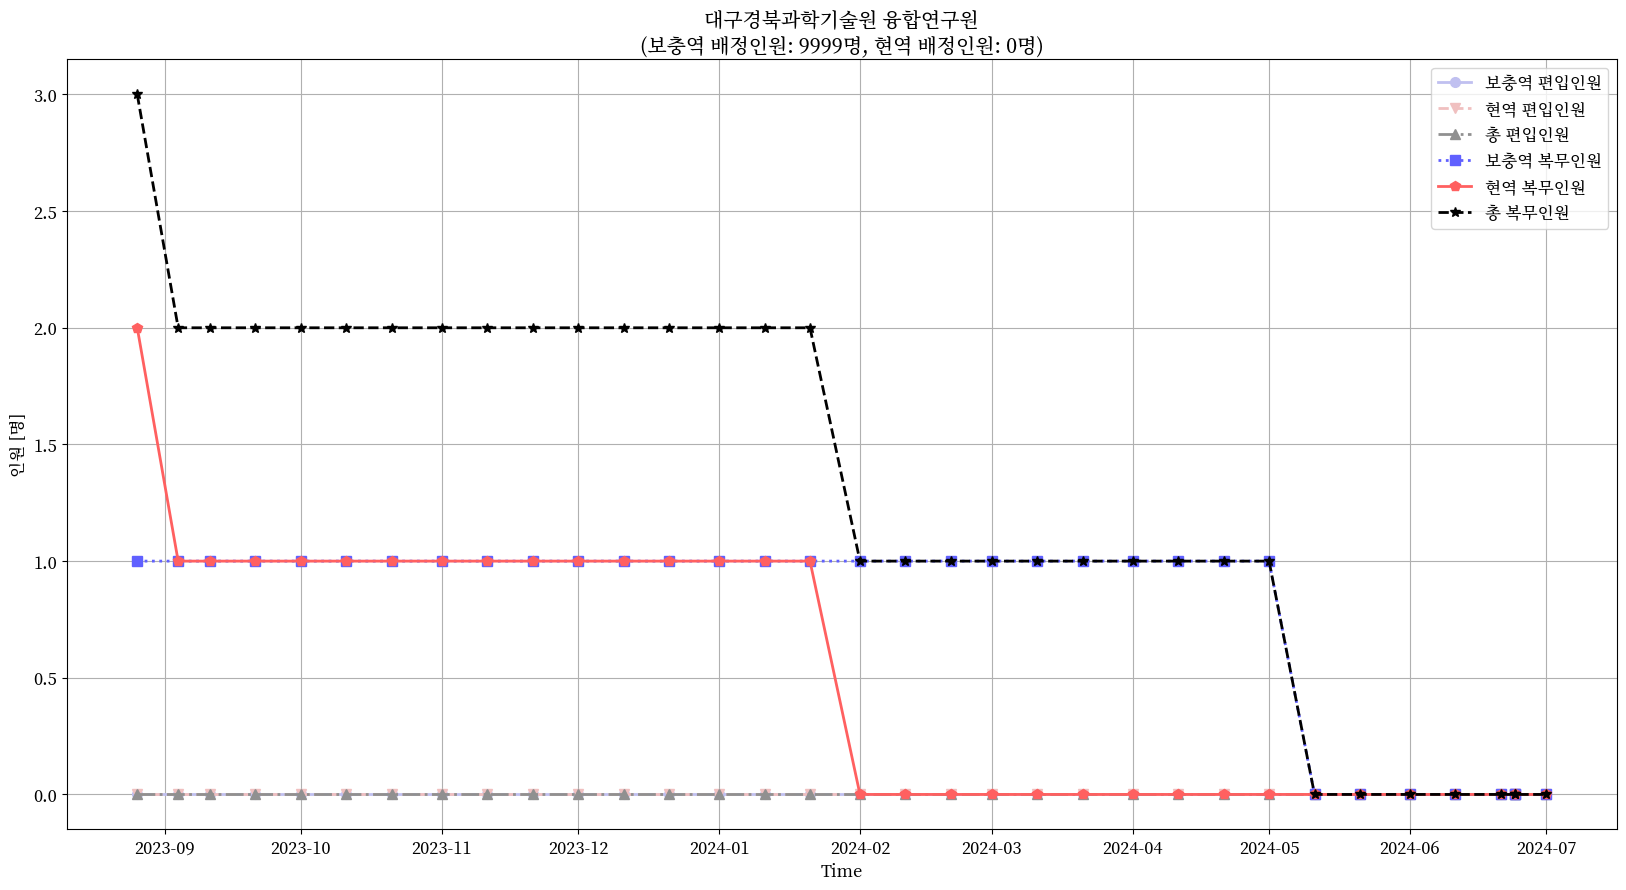 대구경북과학기술원 융합연구원
(보충역 배정인원: 9999명, 현역 배정인원: 0명)
보충역 편입인원
현역 편입인원
총 편입인원
보충역 복무인원
현역 복무인원
총 복무인원
3.0
2.5
2.0
1.5
1.0
0.5
0.0
인원 [명]
2023-09
2023-10
2023-11
2023-12
2024-01
2024-02
2024-03
2024-04
2024-05
2024-06
2024-07
Time